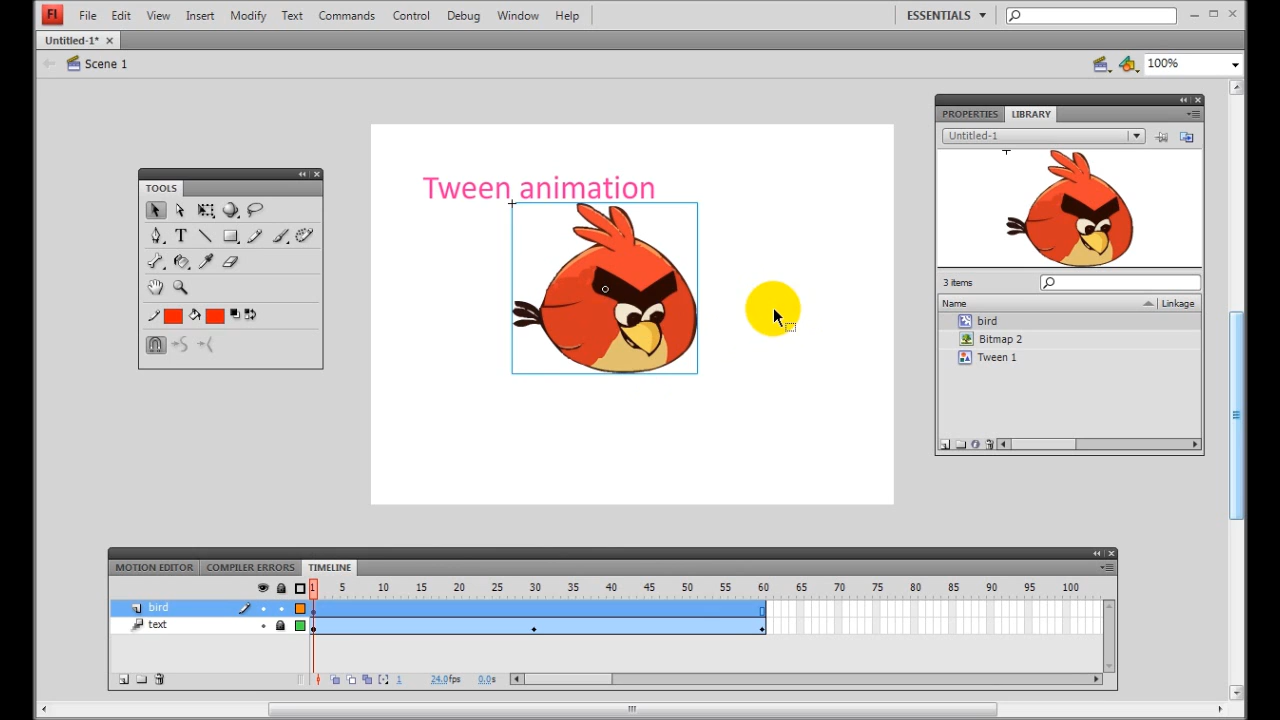 Fl File Edit View Insert Modify Text Commands Control Debug Window Help ESSENTIALS
Untitled-1*
Scene 1 100%
PROPERTIES LIBRARY
Untitled-1
TOOLS
Tween animation
3 items
Name Linkage
bird
Bitmap 2
Tween 1
MOTION EDITOR COMPILER ERRORS TIMELINE
1 5 10 15 20 25 30 35 40 45 50 55 60 65 70 75 80 85 90 95 100
bird
text
1 24.0fps 0.0s